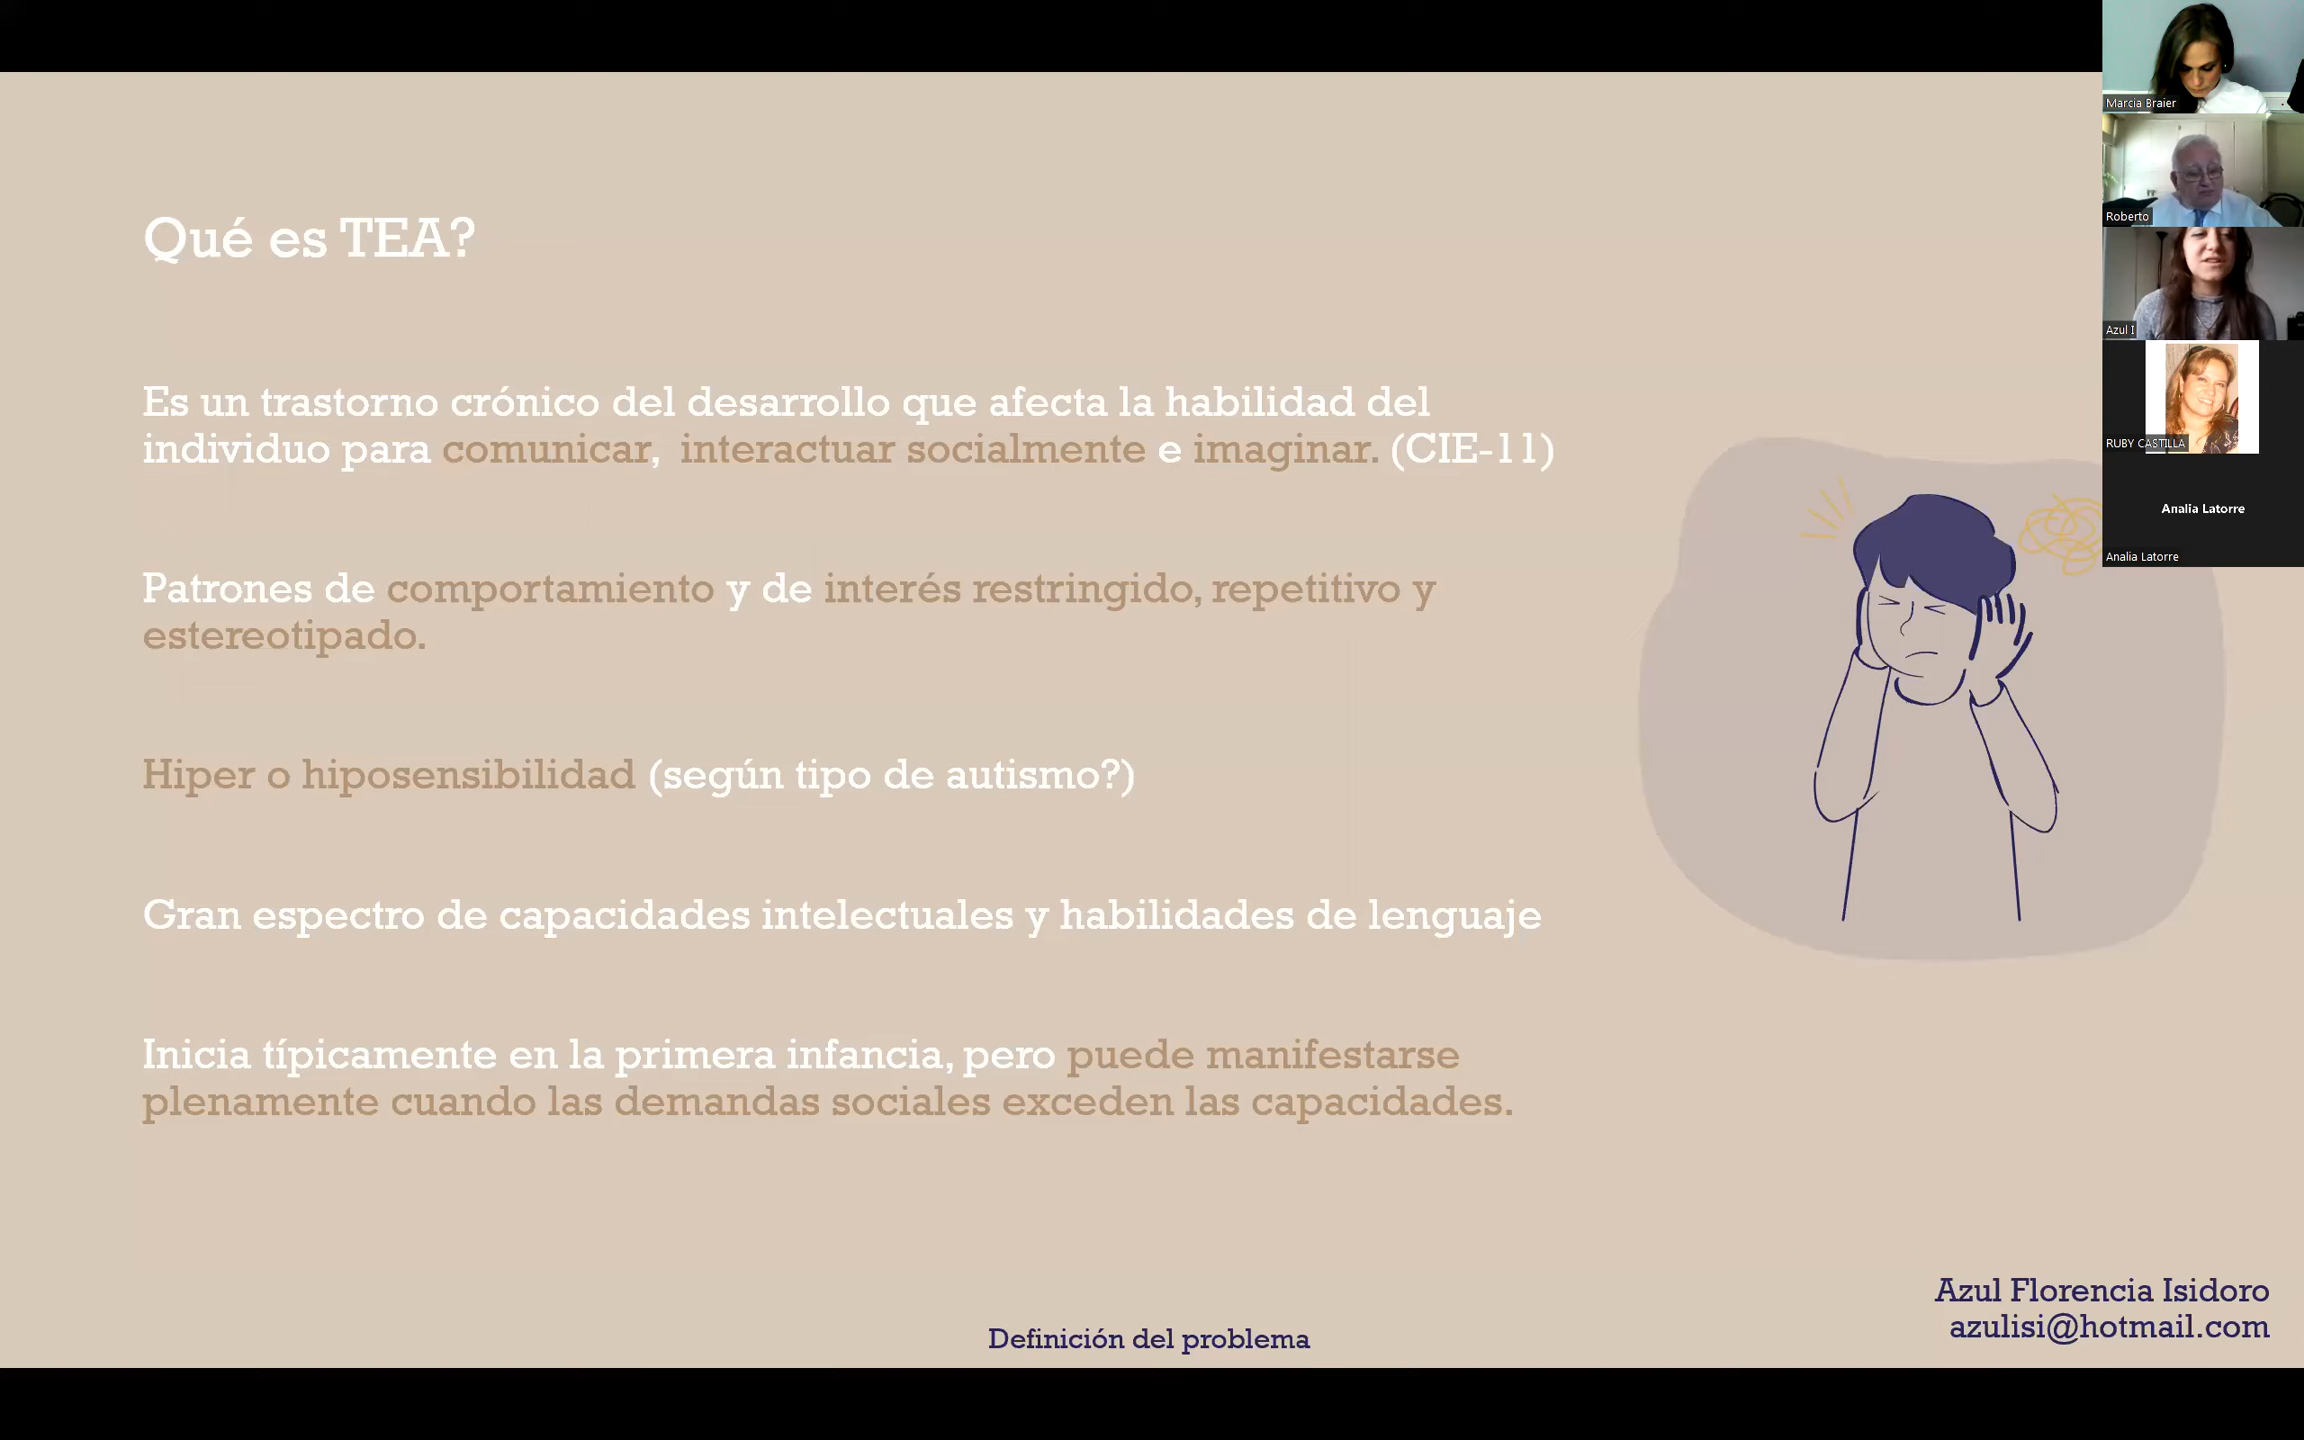 Qué es TEA?
Es un trastorno crónico del desarrollo que afecta la habilidad del
individuo para comunicar, interactuar socialmente e imaginar. (CIE-11)
Patrones de comportamiento y de interés restringido, repetitivo y
estereotipado.
Hiper o hiposensibilidad (según tipo de autismo?)
Gran espectro de capacidades intelectuales y habilidades de lenguaje
Inicia típicamente en la primera infancia, pero puede manifestarse
plenamente cuando las demandas sociales exceden las capacidades.
Definición del problema
Azul Florencia Isidoro
azulisi@hotmail.com
Marcia Braier
Roberto
Azul I
RUBY CASTILLA
Analia Latorre
Analia Latorre